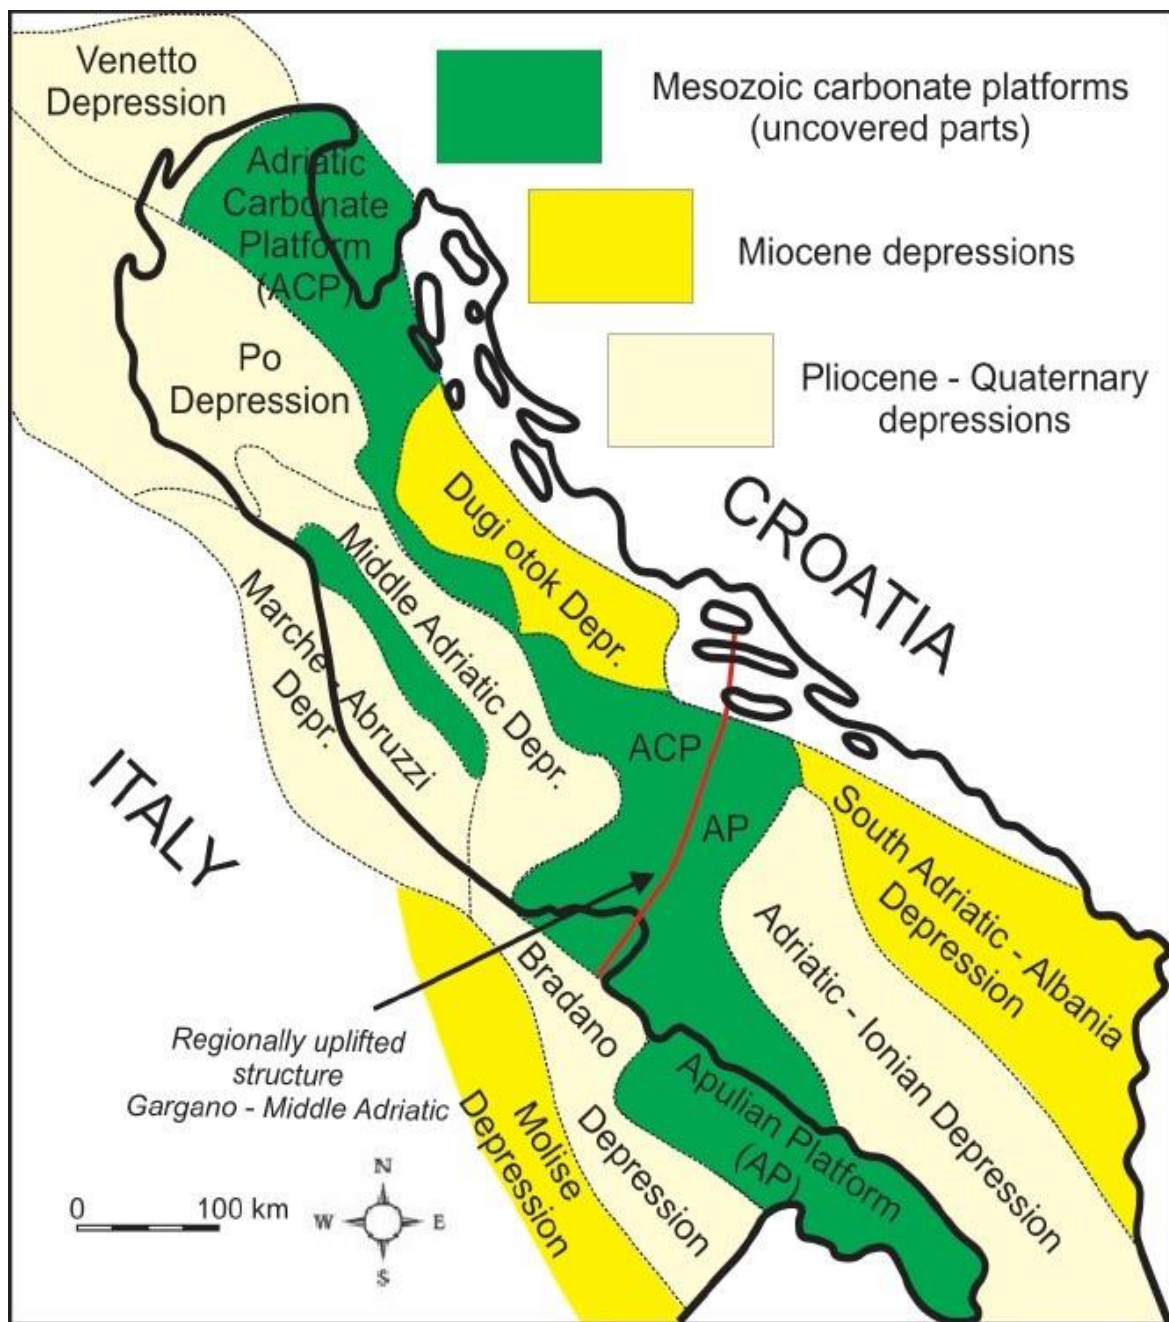 Venetto
Depression
Mesozoic carbonate platforms
(uncovered parts)
Adriatic
Carbonate
Platform
(ACP)
Miocene depressions
Po
Depression
Pliocene - Quaternary
depressions
CROATIA
Dugi otok Depr.
Middle Adriatic Depr.
Marche - Abruzzi
Depr.
ITALY
ACP
AP
South Adriatic - Albania
Depression
Adriatic - Ionian Depression
Bradano
Depression
Regionally uplifted
structure
Gargano - Middle Adriatic
Molise
Depression
Apulian Platform
(AP)
0 100 km
N
W E
S